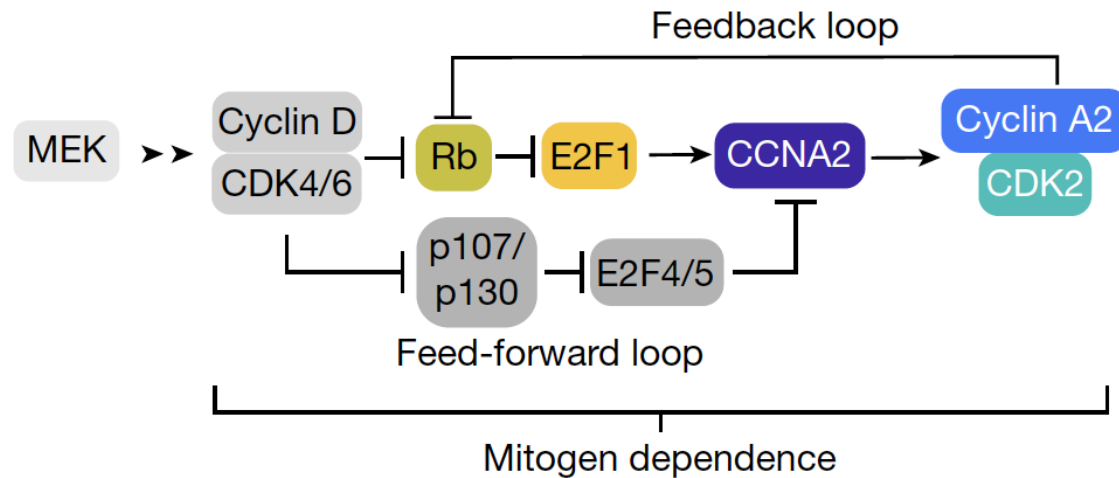 Feedback loop
MEK
Cyclin D
CDK4/6
Rb
E2F1
CCNA2
Cyclin A2
CDK2
p107/
p130
E2F4/5
Feed-forward loop
Mitogen dependence